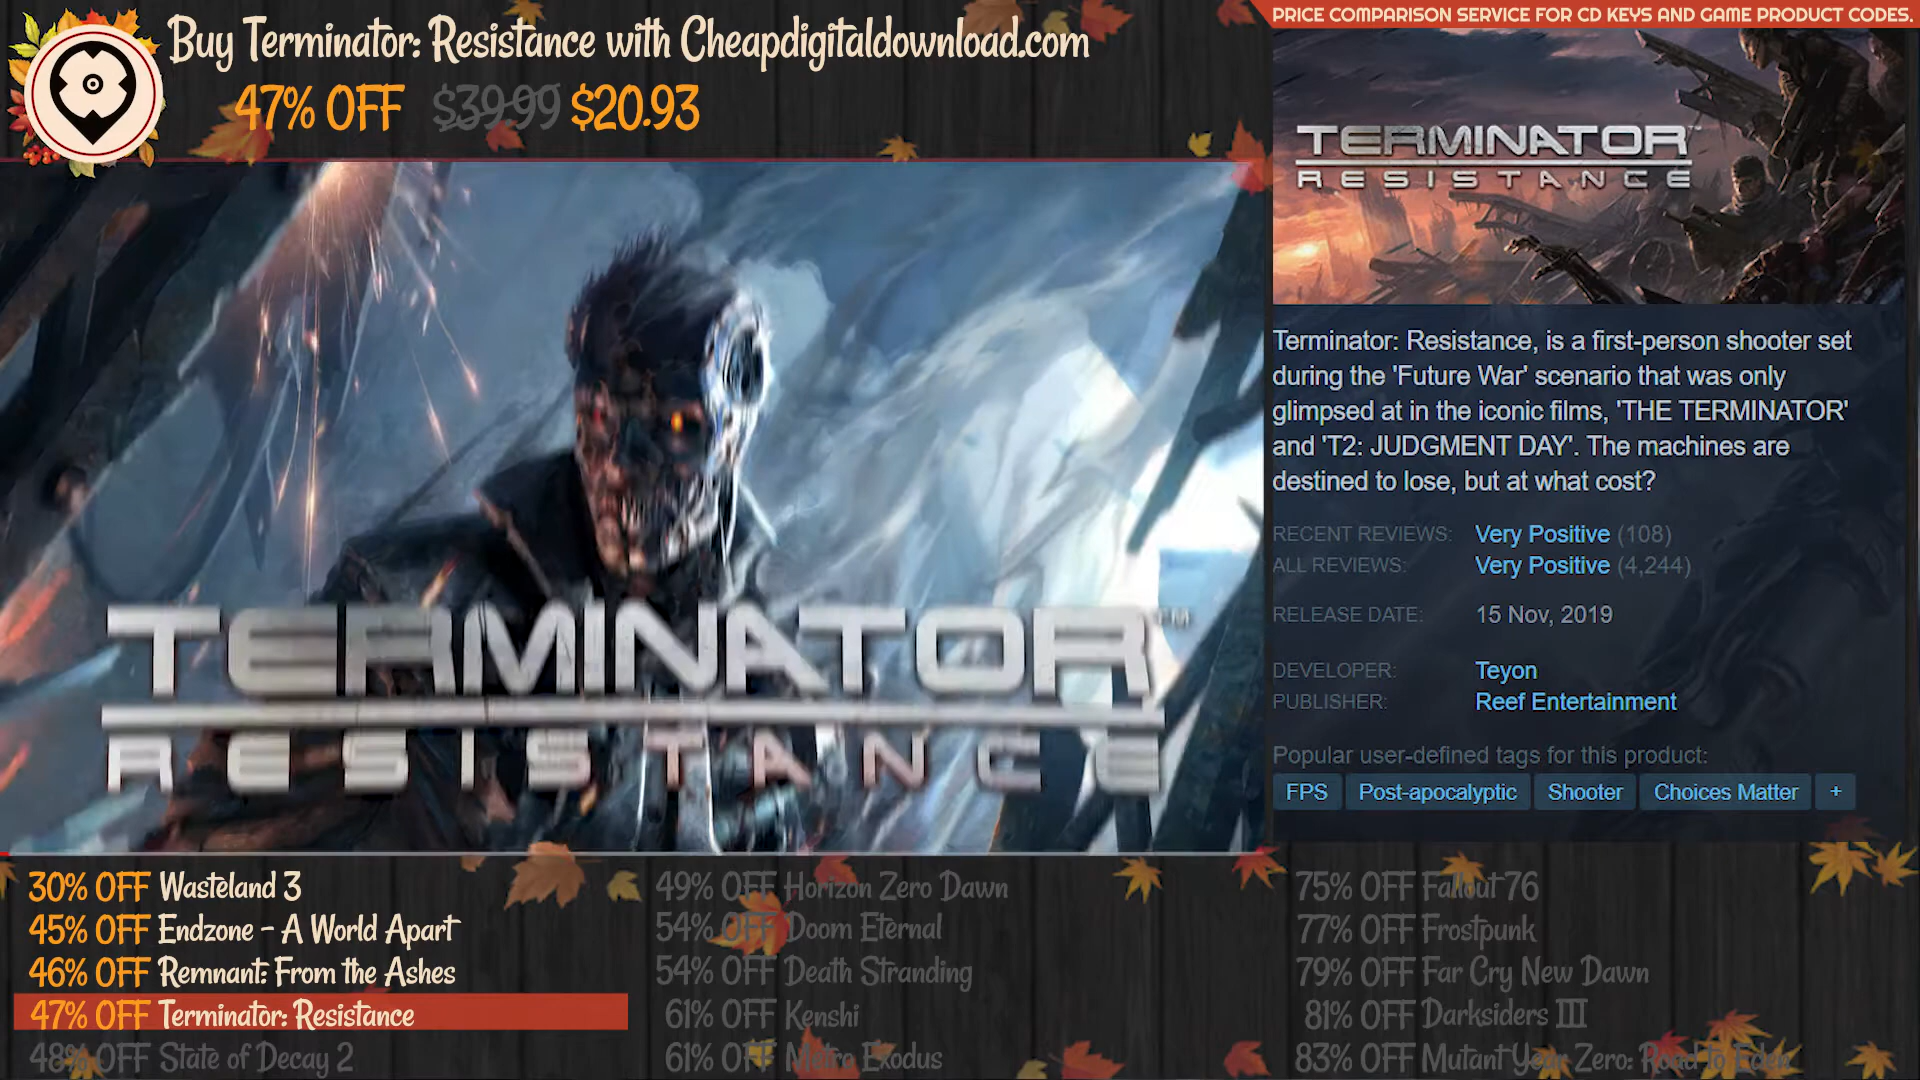 Buy Terminator: Resistance with Cheapdigitaldownload.com
47% OFF $39.99 $20.93
PRICE COMPARISON SERVICE FOR CD KEYS AND GAME PRODUCT CODES.
TERMINATOR
RESISTANCE
TERMINATOR™
RESISTANCE
Terminator: Resistance, is a first-person shooter set
during the 'Future War' scenario that was only
glimpsed at in the iconic films, 'THE TERMINATOR'
and 'T2: JUDGMENT DAY'. The machines are
destined to lose, but at what cost?
RECENT REVIEWS: Very Positive (108)
ALL REVIEWS: Very Positive (4,244)
RELEASE DATE: 15 Nov, 2019
DEVELOPER: Teyon
PUBLISHER: Reef Entertainment
Popular user-defined tags for this product:
FPS Post-apocalyptic Shooter Choices Matter +
30% OFF Wasteland 3
45% OFF Endzone - A World Apart
46% OFF Remnant: From the Ashes
47% OFF Terminator: Resistance
48% OFF State of Decay 2
49% OFF Horizon Zero Dawn
54% OFF Doom Eternal
54% OFF Death Stranding
61% OFF Kenshi
61% OFF Metro Exodus
75% OFF Fallout 76
77% OFF Frostpunk
79% OFF Far Cry New Dawn
81% OFF Darksiders III
83% OFF Mutant Year Zero: Road to Eden